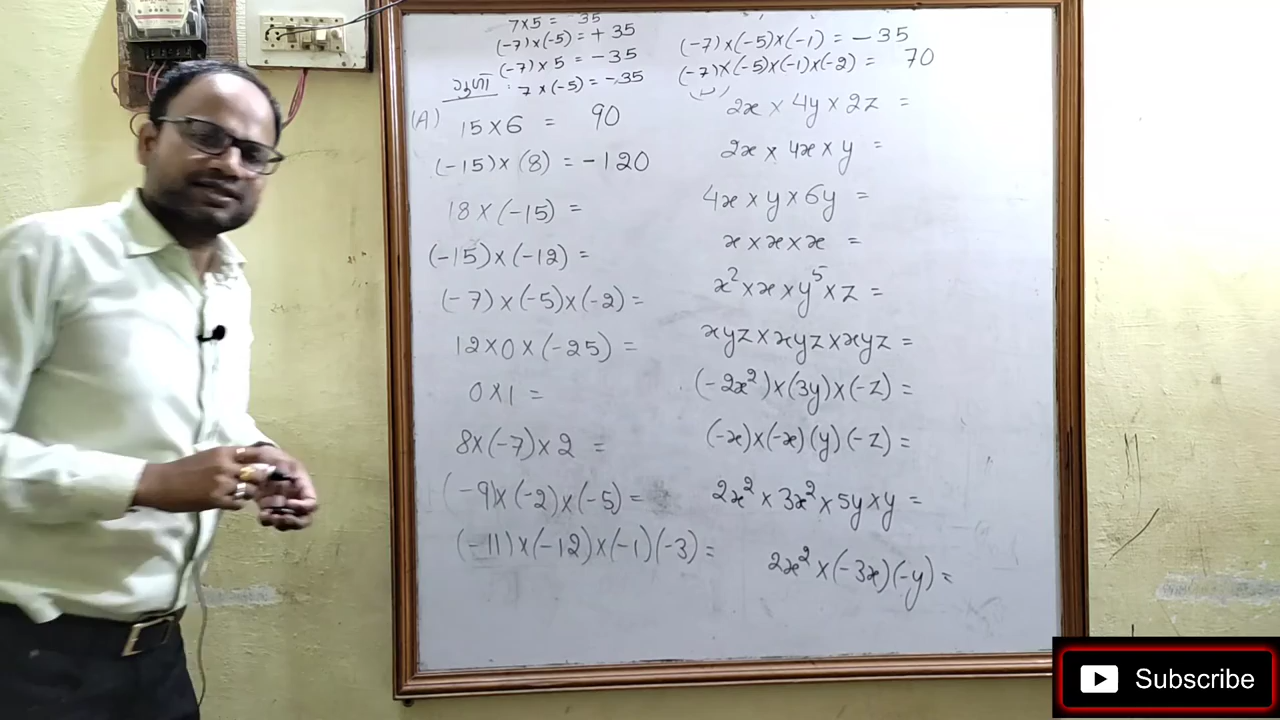 7×5 = 35
(-7)×(-5) = + 35
(-7) × 5 = -35
गुणा : 7 × (-5) = -35
(A) 15 × 6 = 90
(-15) × (8) = -120
18 × (-15) =
(-15) × (-12) =
(-7) × (-5) × (-2) =
12 × 0 × (-25) =
0 × 1 =
8 × (-7) × 2 =
(-9) × (-2) × (-5) =
(-11) × (-12) × (-1) (-3) =
(-7) × (-5) × (-1) = -35
(-7) × (-5) × (-1) × (-2) = 70
2x × 4y × 2z =
2x × 4x × y =
4x × y × 6y =
x × x × x =
x² × x × y⁵ × z =
xyz × xyz × xyz =
(-2x²) × (3y) × (-z) =
(-x) × (-x) (y) (-z) =
2x² × 3x² × 5y × y =
2x² × (-3x) (-y) =
Subscribe